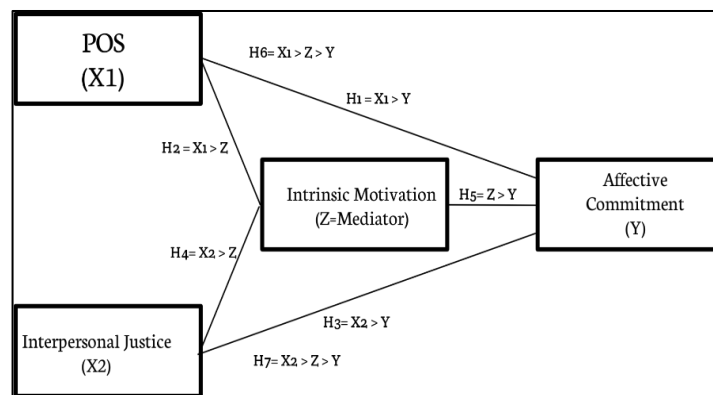 POS
(X1)
H6= X1 > Z > Y
H1= X1 > Y
H2 = X1 > Z
Intrinsic Motivation
(Z=Mediator)
H5= Z > Y
Affective
Commitment
(Y)
H4= X2 > Z
Interpersonal Justice
(X2)
H3= X2 > Y
H7= X2 > Z > Y